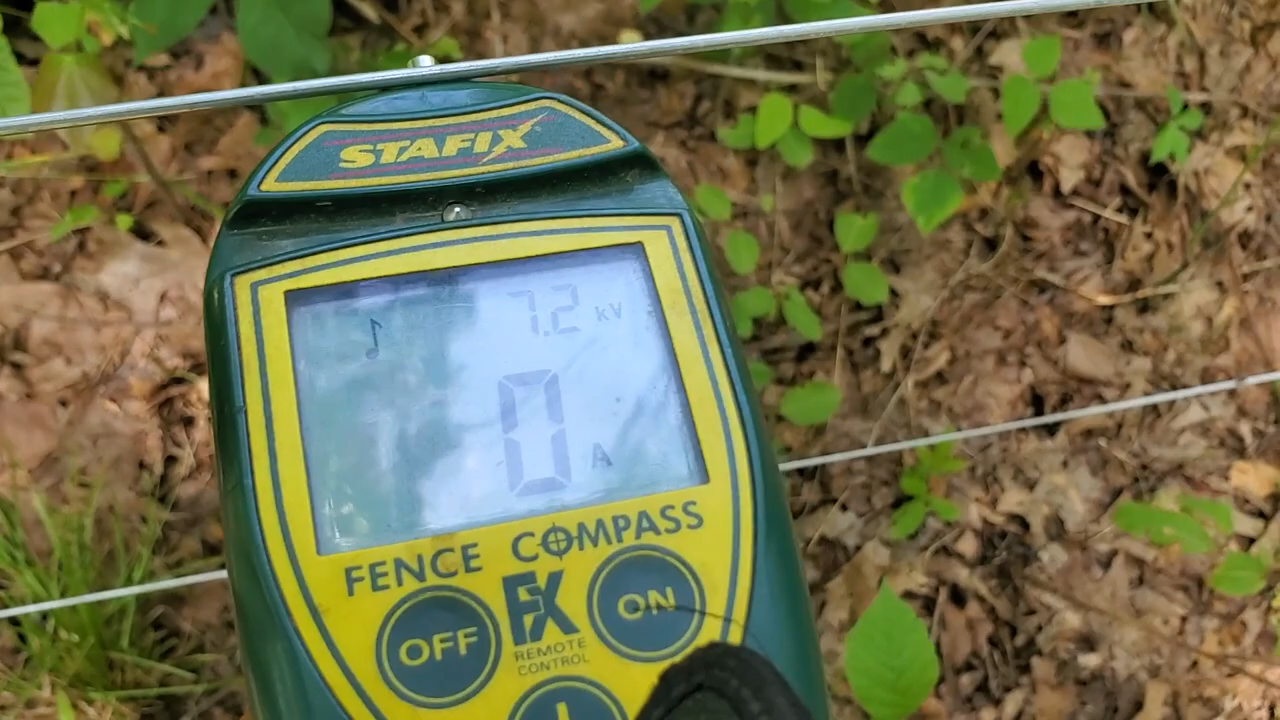 STAFIX
7.2 kV
0 A
FENCE COMPASS
FX
OFF
ON
REMOTE
CONTROL